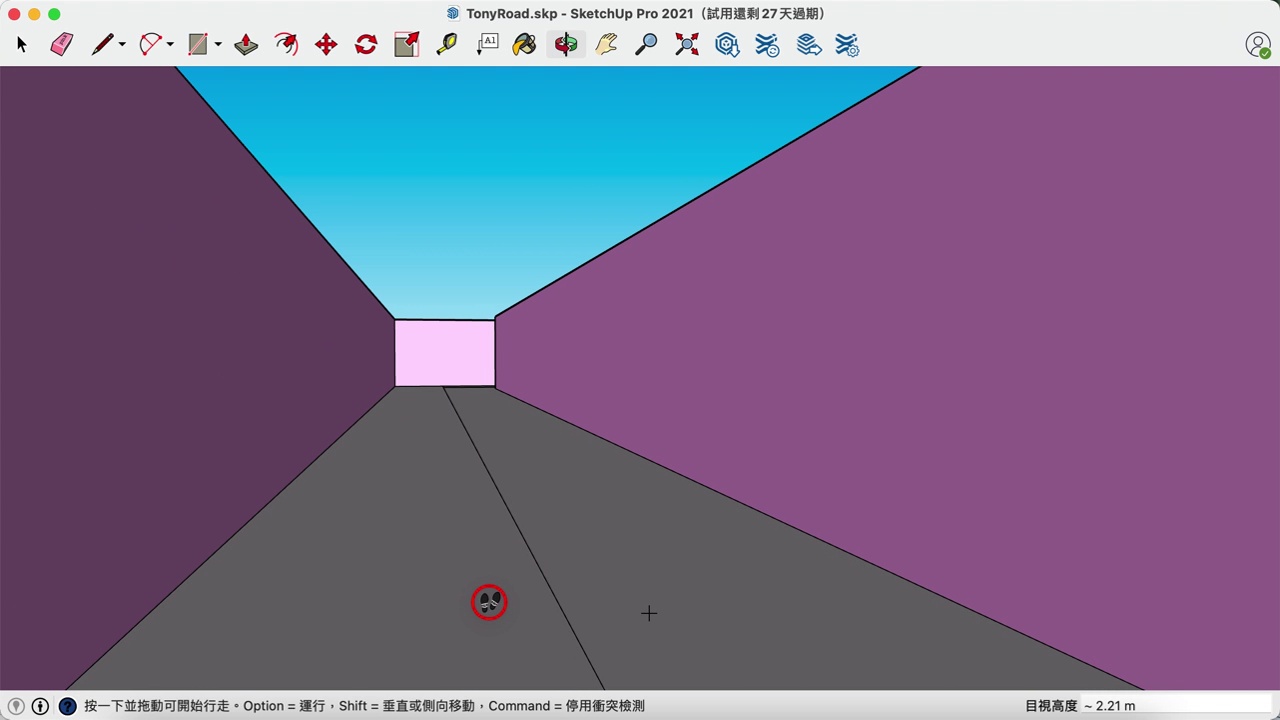 TonyRoad.skp - SketchUp Pro 2021（試用還剩 27 天過期）
A1
按一下並拖動可開始行走。Option = 運行，Shift = 垂直或側向移動，Command = 停用衝突檢測
目視高度 ~ 2.21 m